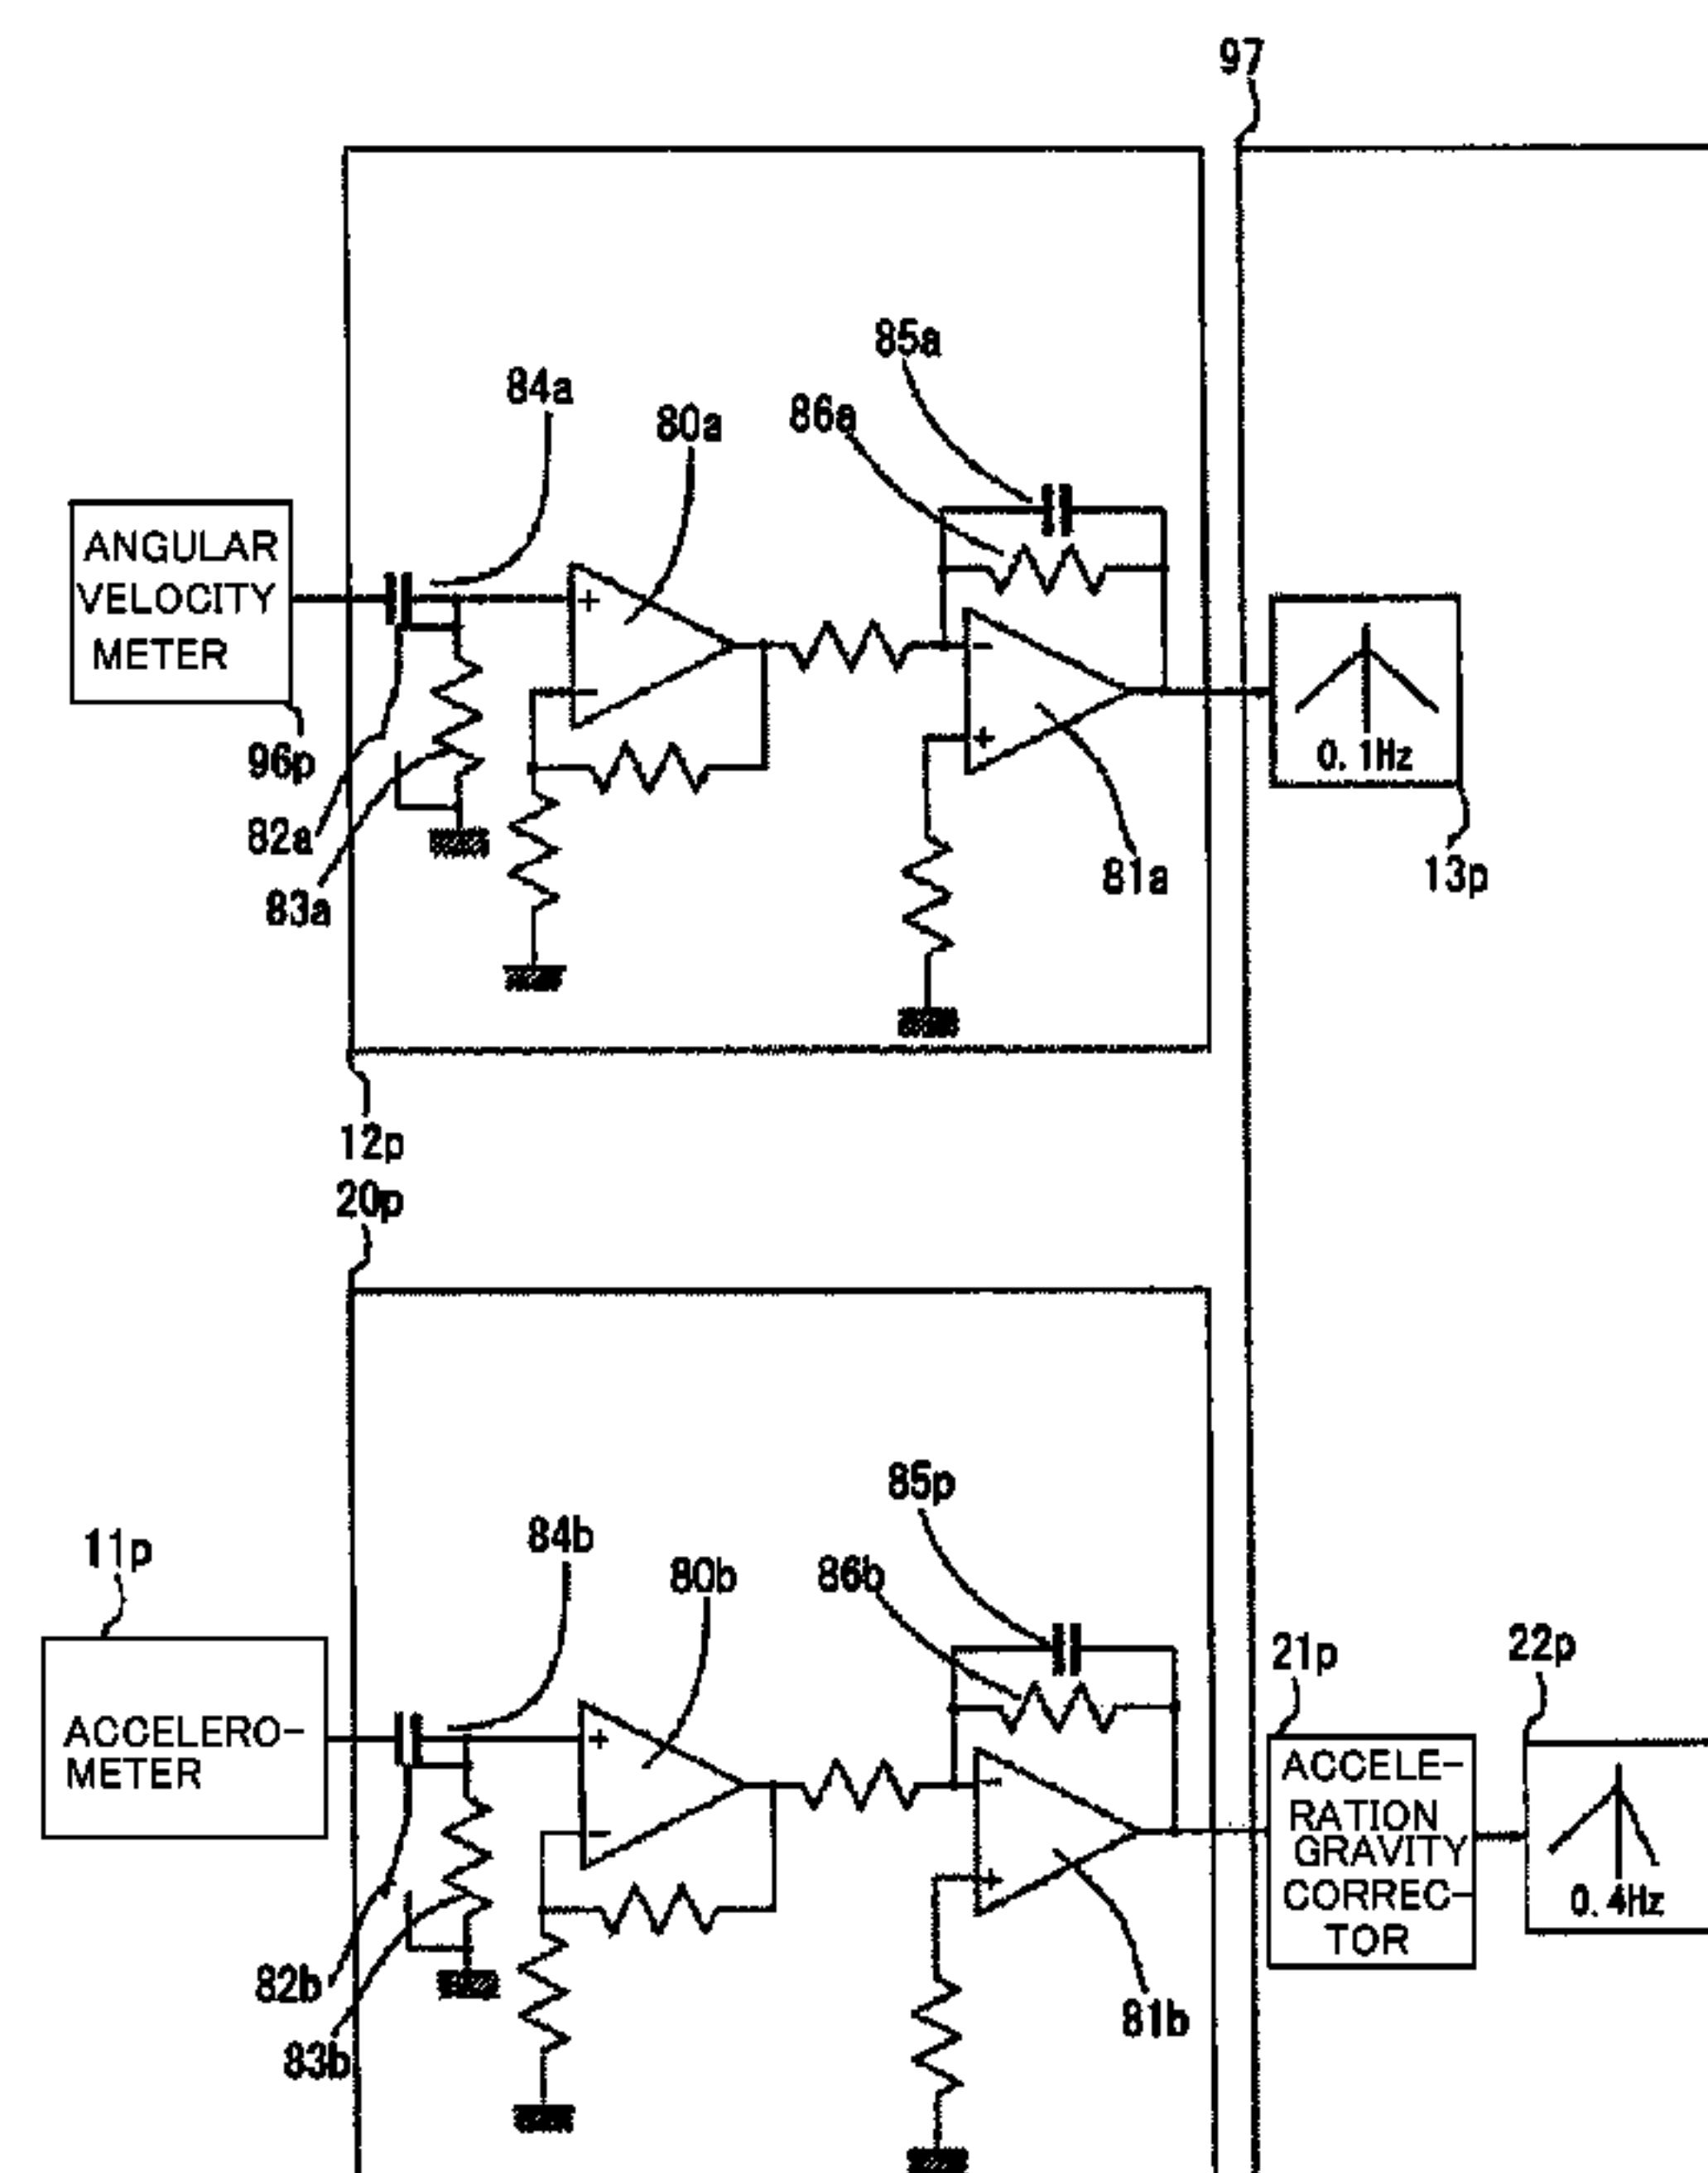 97
85a
84a
86a
80a
ANGULAR
VELOCITY
METER
+
−
−
+
0.1Hz
96p
82a
83a
81a
13p
12p
20p
85p
11p
84b
80b
86b
21p
22p
ACCELERO-
METER
+
−
−
+
ACCELE-
RATION
GRAVITY
CORREC-
TOR
0.4Hz
82b
83b
81b